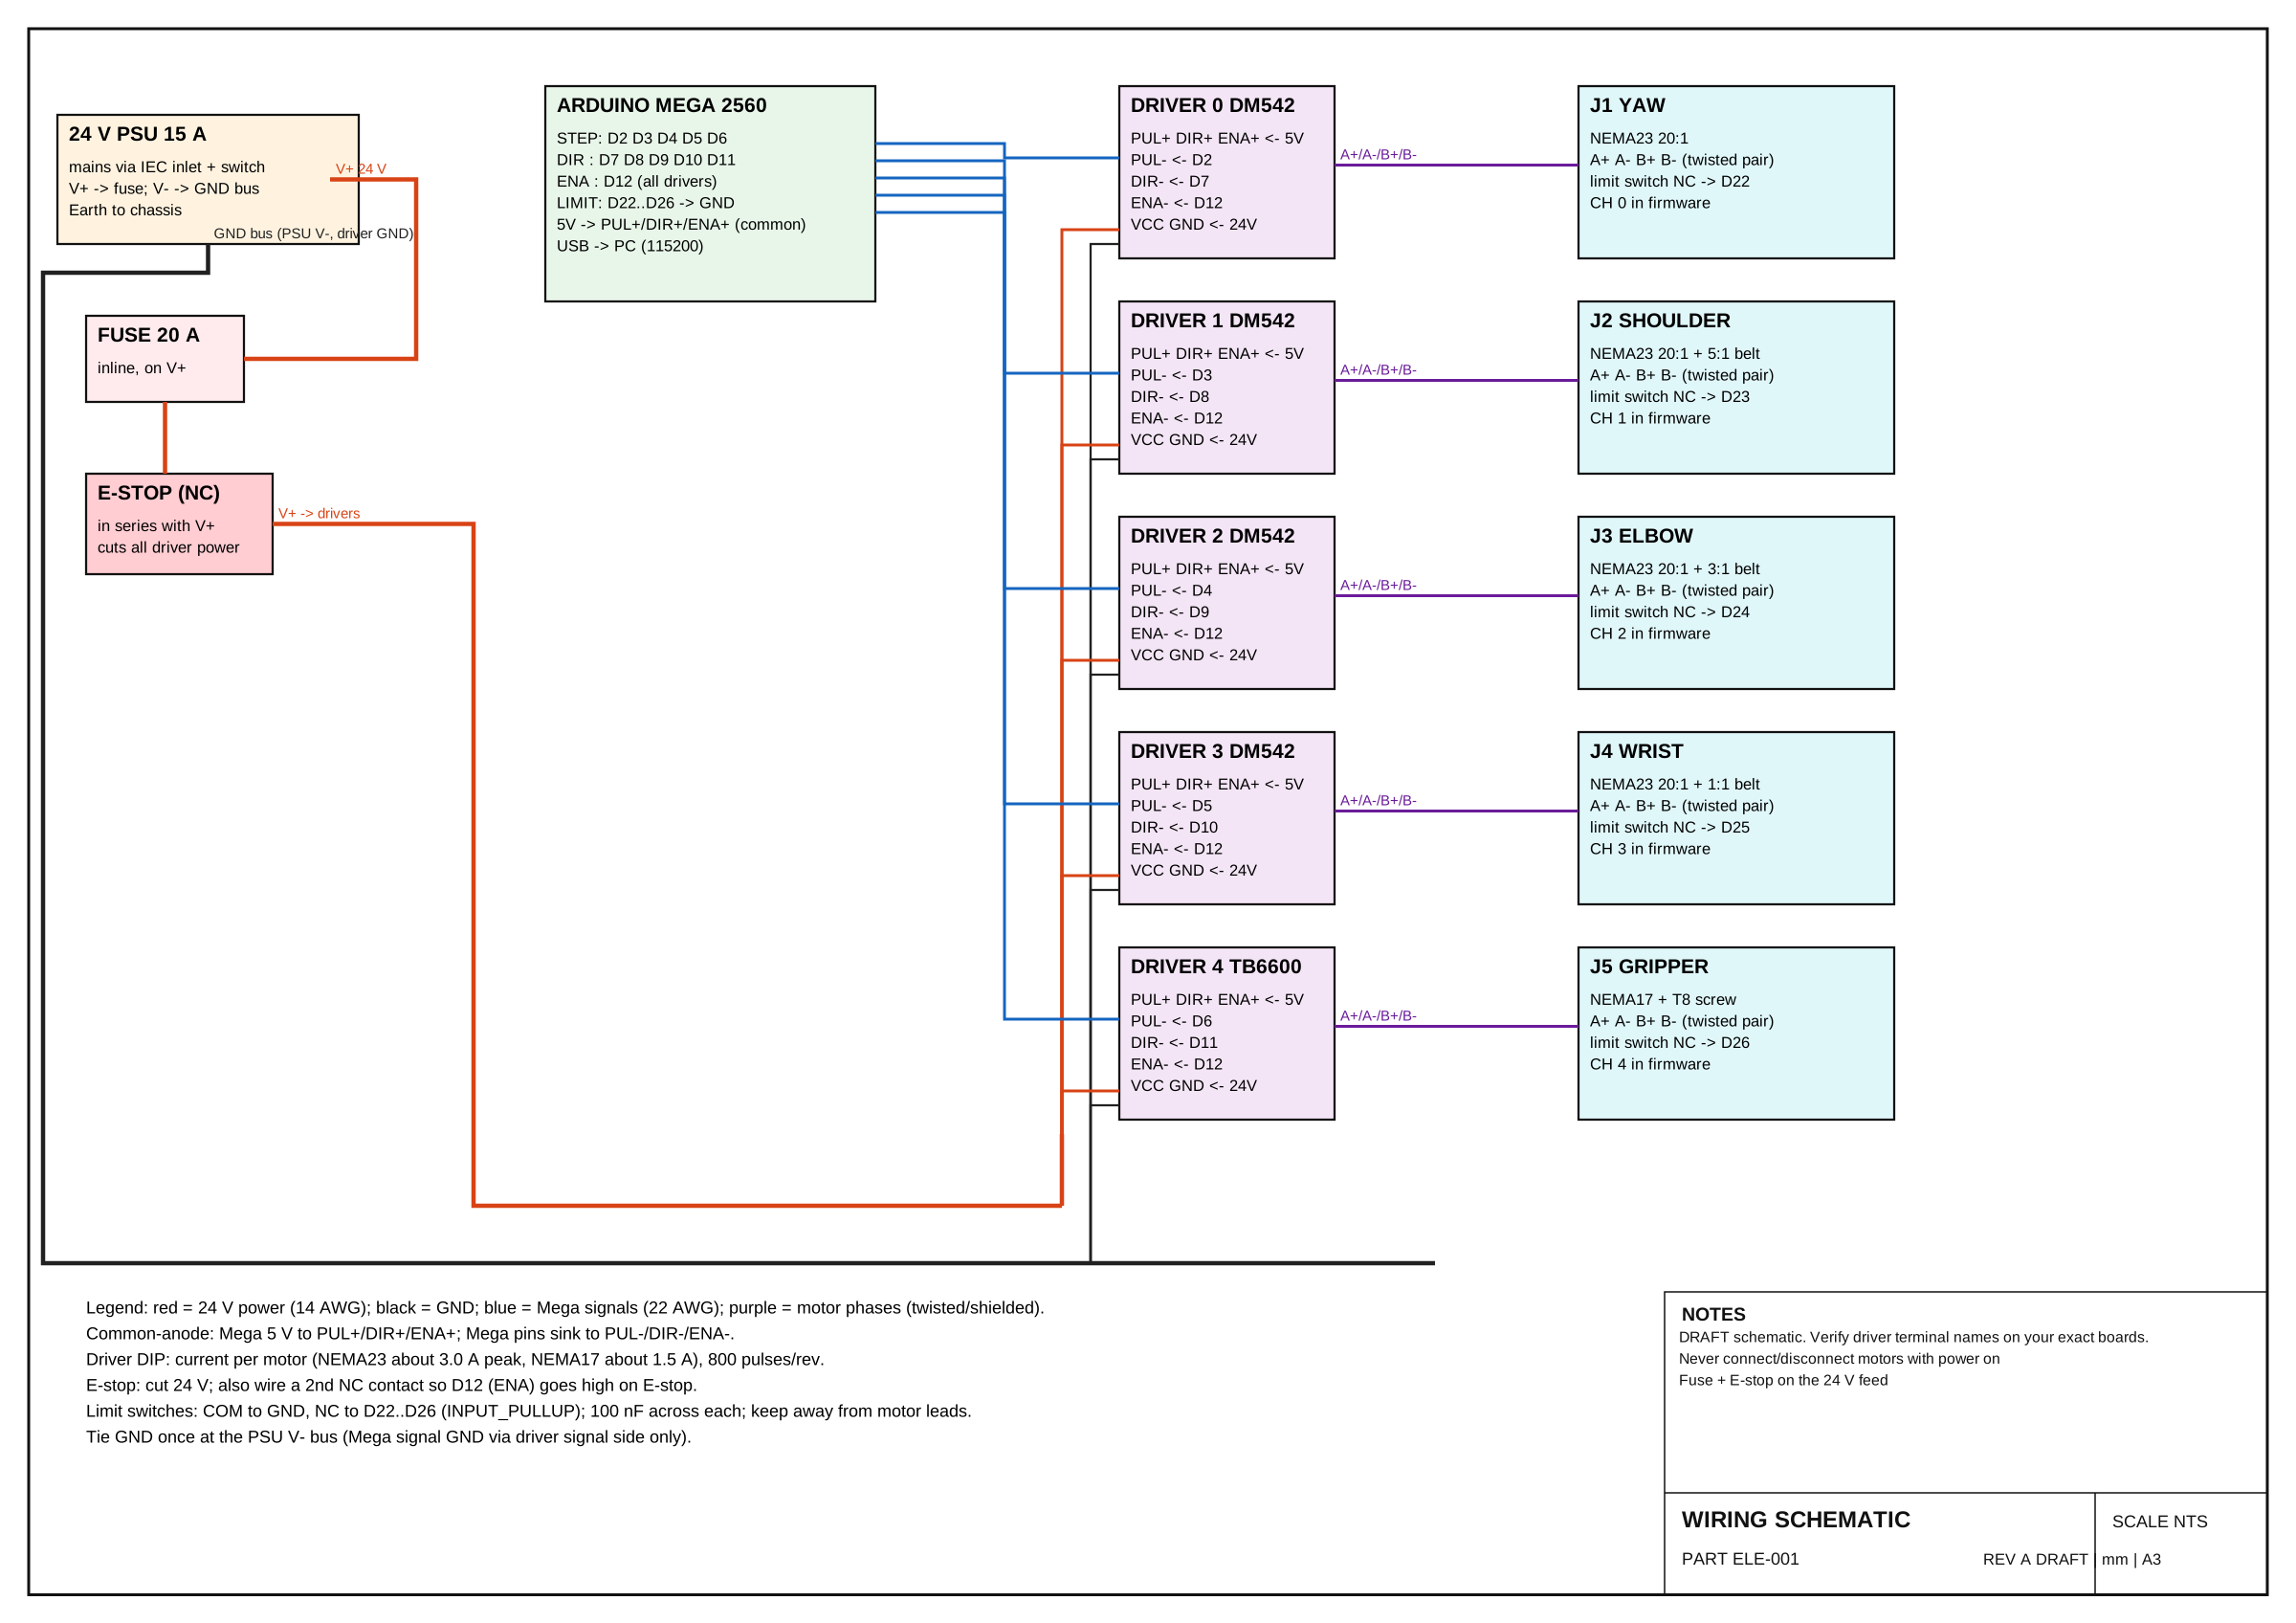 24 V PSU 15 A
mains via IEC inlet + switch
V+ -> fuse; V- -> GND bus
Earth to chassis
V+ 24 V
GND bus (PSU V-, driver GND)
FUSE 20 A
inline, on V+
E-STOP (NC)
in series with V+
cuts all driver power
V+ -> drivers
ARDUINO MEGA 2560
STEP: D2 D3 D4 D5 D6
DIR : D7 D8 D9 D10 D11
ENA : D12 (all drivers)
LIMIT: D22..D26 -> GND
5V -> PUL+/DIR+/ENA+ (common)
USB -> PC (115200)
DRIVER 0 DM542
PUL+ DIR+ ENA+ <- 5V
PUL- <- D2
DIR- <- D7
ENA- <- D12
VCC GND <- 24V
A+/A-/B+/B-
J1 YAW
NEMA23 20:1
A+ A- B+ B- (twisted pair)
limit switch NC -> D22
CH 0 in firmware
DRIVER 1 DM542
PUL+ DIR+ ENA+ <- 5V
PUL- <- D3
DIR- <- D8
ENA- <- D12
VCC GND <- 24V
A+/A-/B+/B-
J2 SHOULDER
NEMA23 20:1 + 5:1 belt
A+ A- B+ B- (twisted pair)
limit switch NC -> D23
CH 1 in firmware
DRIVER 2 DM542
PUL+ DIR+ ENA+ <- 5V
PUL- <- D4
DIR- <- D9
ENA- <- D12
VCC GND <- 24V
A+/A-/B+/B-
J3 ELBOW
NEMA23 20:1 + 3:1 belt
A+ A- B+ B- (twisted pair)
limit switch NC -> D24
CH 2 in firmware
DRIVER 3 DM542
PUL+ DIR+ ENA+ <- 5V
PUL- <- D5
DIR- <- D10
ENA- <- D12
VCC GND <- 24V
A+/A-/B+/B-
J4 WRIST
NEMA23 20:1 + 1:1 belt
A+ A- B+ B- (twisted pair)
limit switch NC -> D25
CH 3 in firmware
DRIVER 4 TB6600
PUL+ DIR+ ENA+ <- 5V
PUL- <- D6
DIR- <- D11
ENA- <- D12
VCC GND <- 24V
A+/A-/B+/B-
J5 GRIPPER
NEMA17 + T8 screw
A+ A- B+ B- (twisted pair)
limit switch NC -> D26
CH 4 in firmware
Legend: red = 24 V power (14 AWG); black = GND; blue = Mega signals (22 AWG); purple = motor phases (twisted/shielded).
Common-anode: Mega 5 V to PUL+/DIR+/ENA+; Mega pins sink to PUL-/DIR-/ENA-.
Driver DIP: current per motor (NEMA23 about 3.0 A peak, NEMA17 about 1.5 A), 800 pulses/rev.
E-stop: cut 24 V; also wire a 2nd NC contact so D12 (ENA) goes high on E-stop.
Limit switches: COM to GND, NC to D22..D26 (INPUT_PULLUP); 100 nF across each; keep away from motor leads.
Tie GND once at the PSU V- bus (Mega signal GND via driver signal side only).
NOTES
DRAFT schematic. Verify driver terminal names on your exact boards.
Never connect/disconnect motors with power on
Fuse + E-stop on the 24 V feed
WIRING SCHEMATIC
SCALE NTS
PART ELE-001
REV A DRAFT | mm | A3